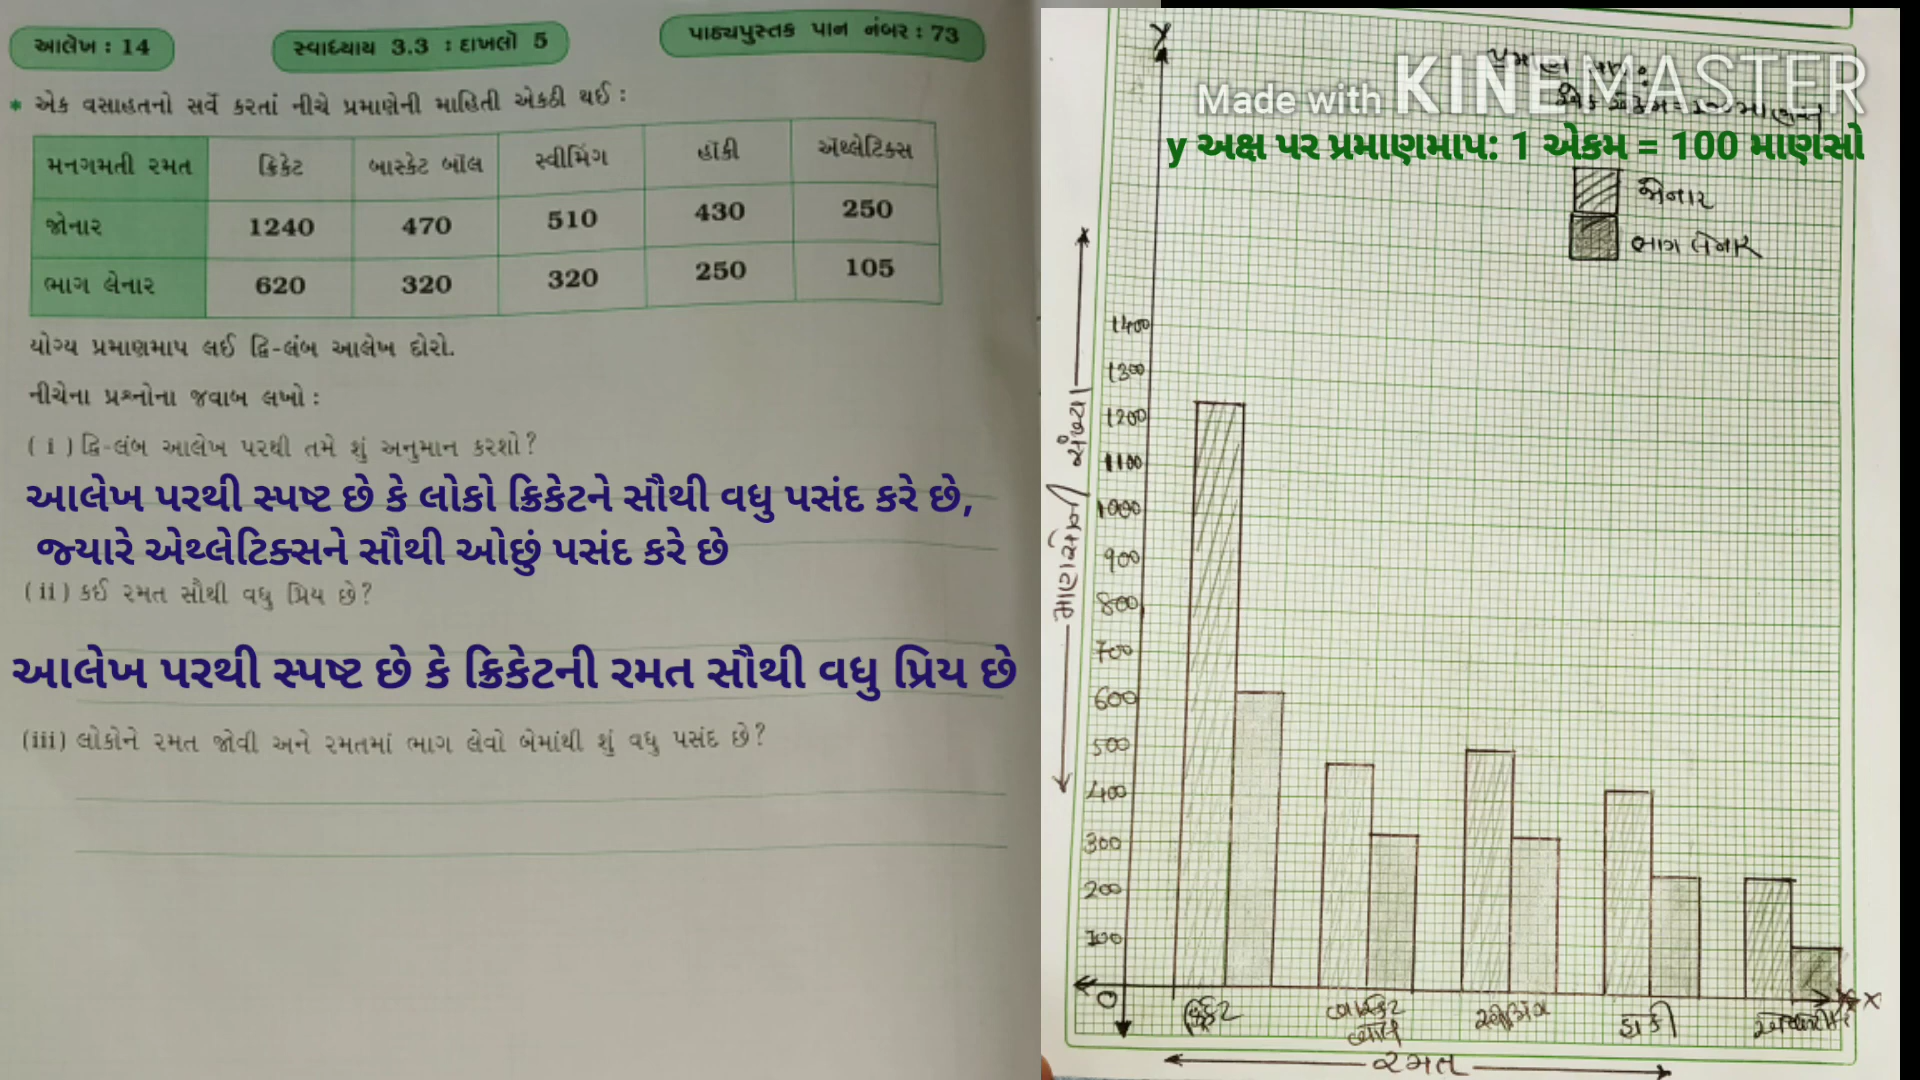 આલેખ : 14
સ્વાધ્યાય 3.3 : દાખલો 5
પાઠ્યપુસ્તક પાન નંબર : 73
* એક વસાહતનો સર્વે કરતાં નીચે પ્રમાણેની માહિતી એકઠી થઈ :
મનગમતી રમત ક્રિકેટ બાસ્કેટ બૉલ સ્વીમિંગ હૉકી ઍથ્લેટિક્સ
જોનાર 1240 470 510 430 250
ભાગ લેનાર 620 320 320 250 105
યોગ્ય પ્રમાણમાપ લઈ દ્વિ-લંબ આલેખ દોરો.
નીચેના પ્રશ્નોના જવાબ લખો :
( i ) દ્વિ-લંબ આલેખ પરથી તમે શું અનુમાન કરશો?
આલેખ પરથી સ્પષ્ટ છે કે લોકો ક્રિકેટને સૌથી વધુ પસંદ કરે છે,
જ્યારે એથ્લેટિક્સને સૌથી ઓછું પસંદ કરે છે
( ii ) કઈ રમત સૌથી વધુ પ્રિય છે?
આલેખ પરથી સ્પષ્ટ છે કે ક્રિકેટની રમત સૌથી વધુ પ્રિય છે
(iii) લોકોને રમત જોવી અને રમતમાં ભાગ લેવો બેમાંથી શું વધુ પસંદ છે?
Y
Made with KINEMASTER
y અક્ષ પર પ્રમાણમાપ: 1 એકમ = 100 માણસો
જોનાર
ભાગ લેનાર
1400
1300
1200
1100
1000
900
800
700
600
500
400
300
200
100
0
માણસોની સંખ્યા
X
ક્રિકેટ
બાસ્કેટ બોલ
સ્વીમિંગ
હોકી
રમત